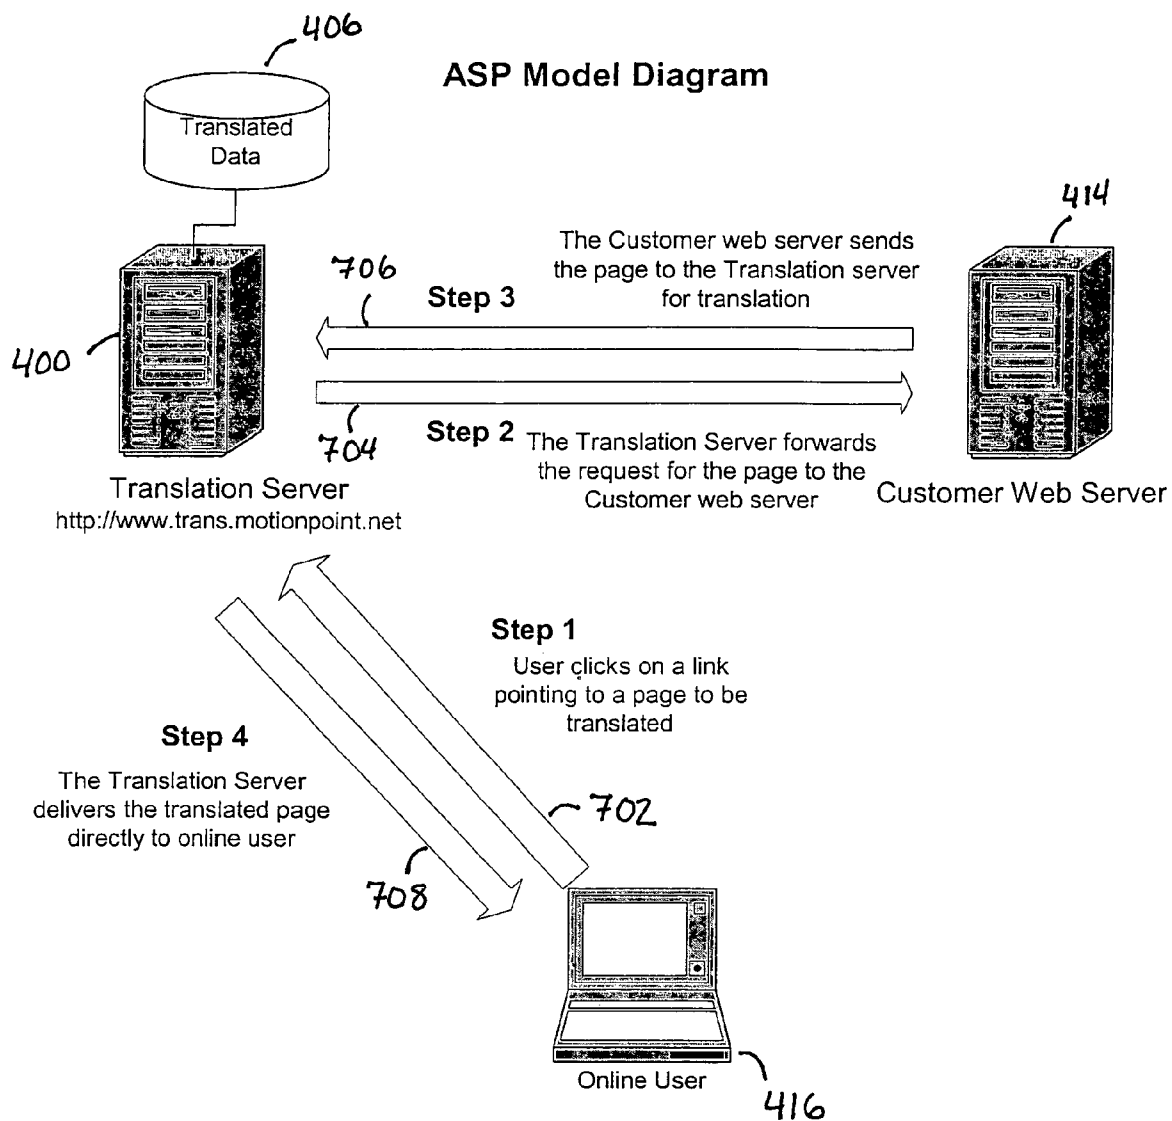 406
ASP Model Diagram
Translated
Data
414
The Customer web server sends
the page to the Translation server
for translation
706
Step 3
400
704
Step 2
The Translation Server forwards
the request for the page to the
Customer web server
Translation Server
http://www.trans.motionpoint.net
Customer Web Server
Step 1
User clicks on a link
pointing to a page to be
translated
Step 4
The Translation Server
delivers the translated page
directly to online user
702
708
Online User
416